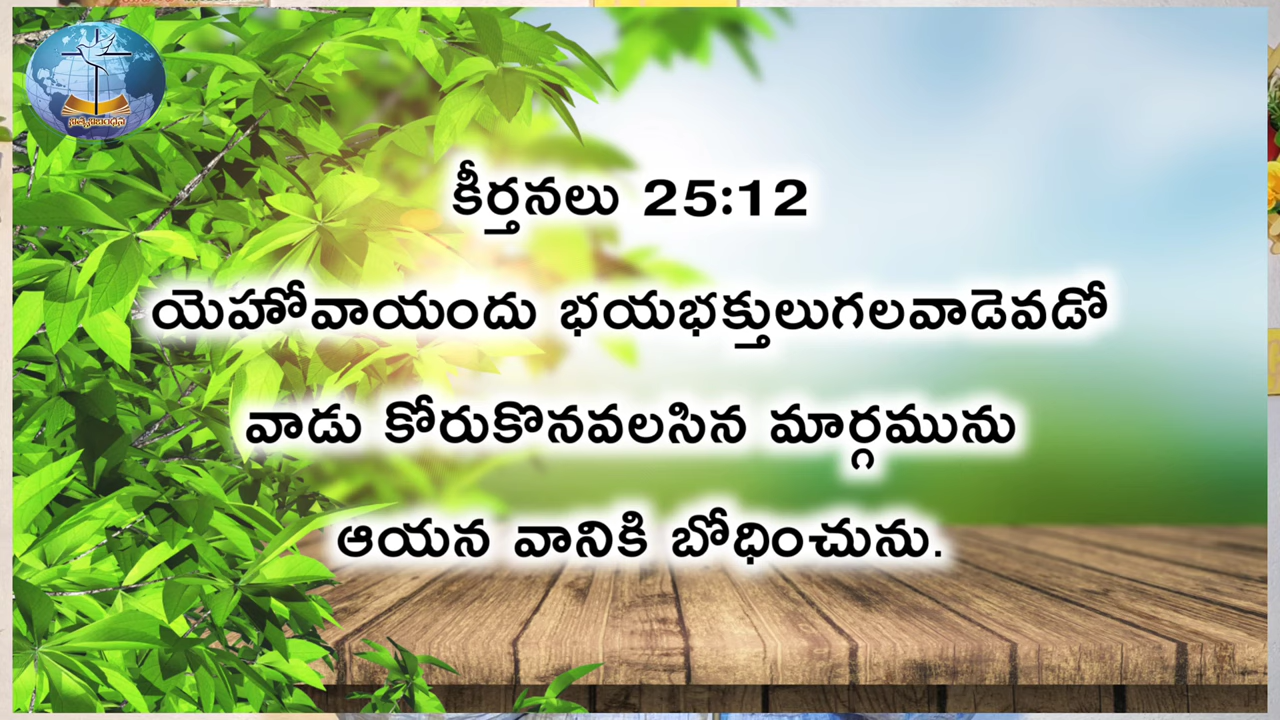 కీర్తనలు 25:12
యెహోవాయందు భయభక్తులుగలవాడెవడో
వాడు కోరుకొనవలసిన మార్గమును
ఆయన వానికి బోధించును.